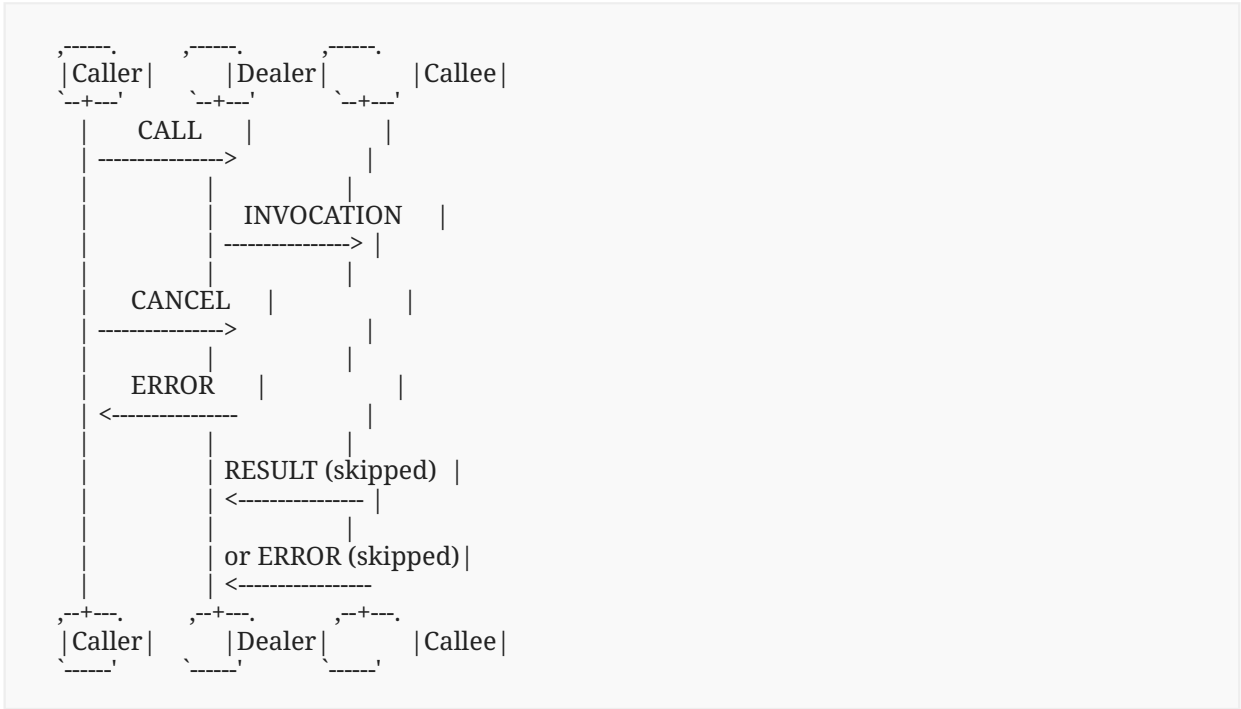 ,------.          ,------.            ,------.
|Caller|          |Dealer|            |Callee|
`--+---'          `--+---'            `--+---'
|       CALL       |                   |
| ---------------->                   |
|                  |                   |
|                  |    INVOCATION      |
|                  | ----------------> |
|                  |                   |
|      CANCEL      |                   |
| ---------------->                   |
|                  |                   |
|      ERROR       |                   |
| <----------------                   |
|                  |                   |
|                  | RESULT (skipped)  |
|                  | <---------------- |
|                  |                   |
|                  | or ERROR (skipped)|
|                  | <-----------------
,--+---.          ,--+---.            ,--+---.
|Caller|          |Dealer|            |Callee|
`------'          `------'            `------'